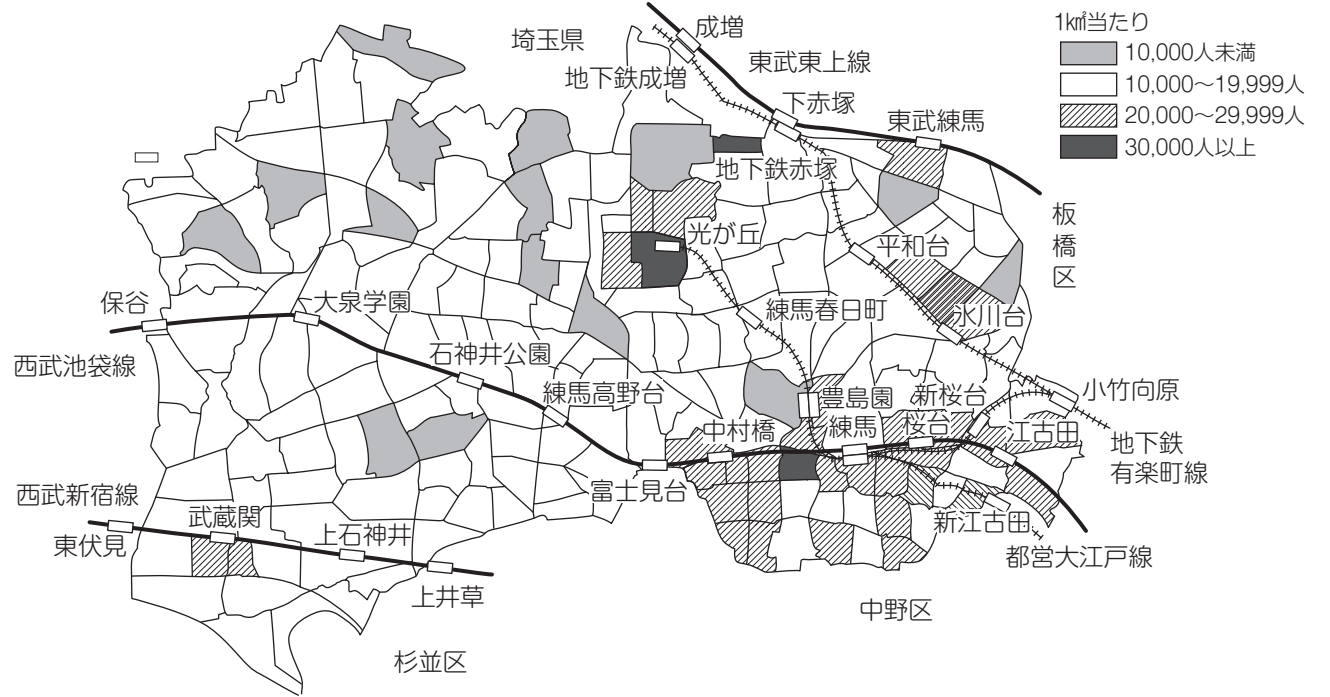 1k㎡当たり
10,000人未満
10,000〜19,999人
20,000〜29,999人
30,000人以上
成増
埼玉県
東武東上線
地下鉄成増
下赤塚
東武練馬
地下鉄赤塚
板橋区
光が丘
平和台
保谷
大泉学園
練馬春日町
氷川台
西武池袋線
石神井公園
練馬高野台
豊島園
新桜台
小竹向原
中村橋
練馬
桜台
江古田
地下鉄
有楽町線
富士見台
西武新宿線
武蔵関
東伏見
上石神井
新江古田
都営大江戸線
上井草
中野区
杉並区